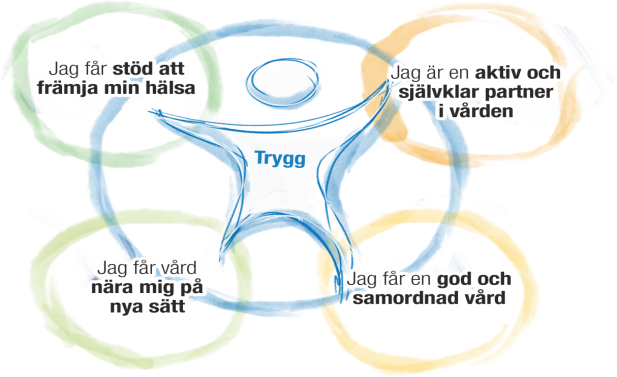 Jag får stöd att
främja min hälsa
Jag är en aktiv och
självklar partner
i vården
Trygg
Jag får vård
nära mig på
nya sätt
Jag får en god och
samordnad vård